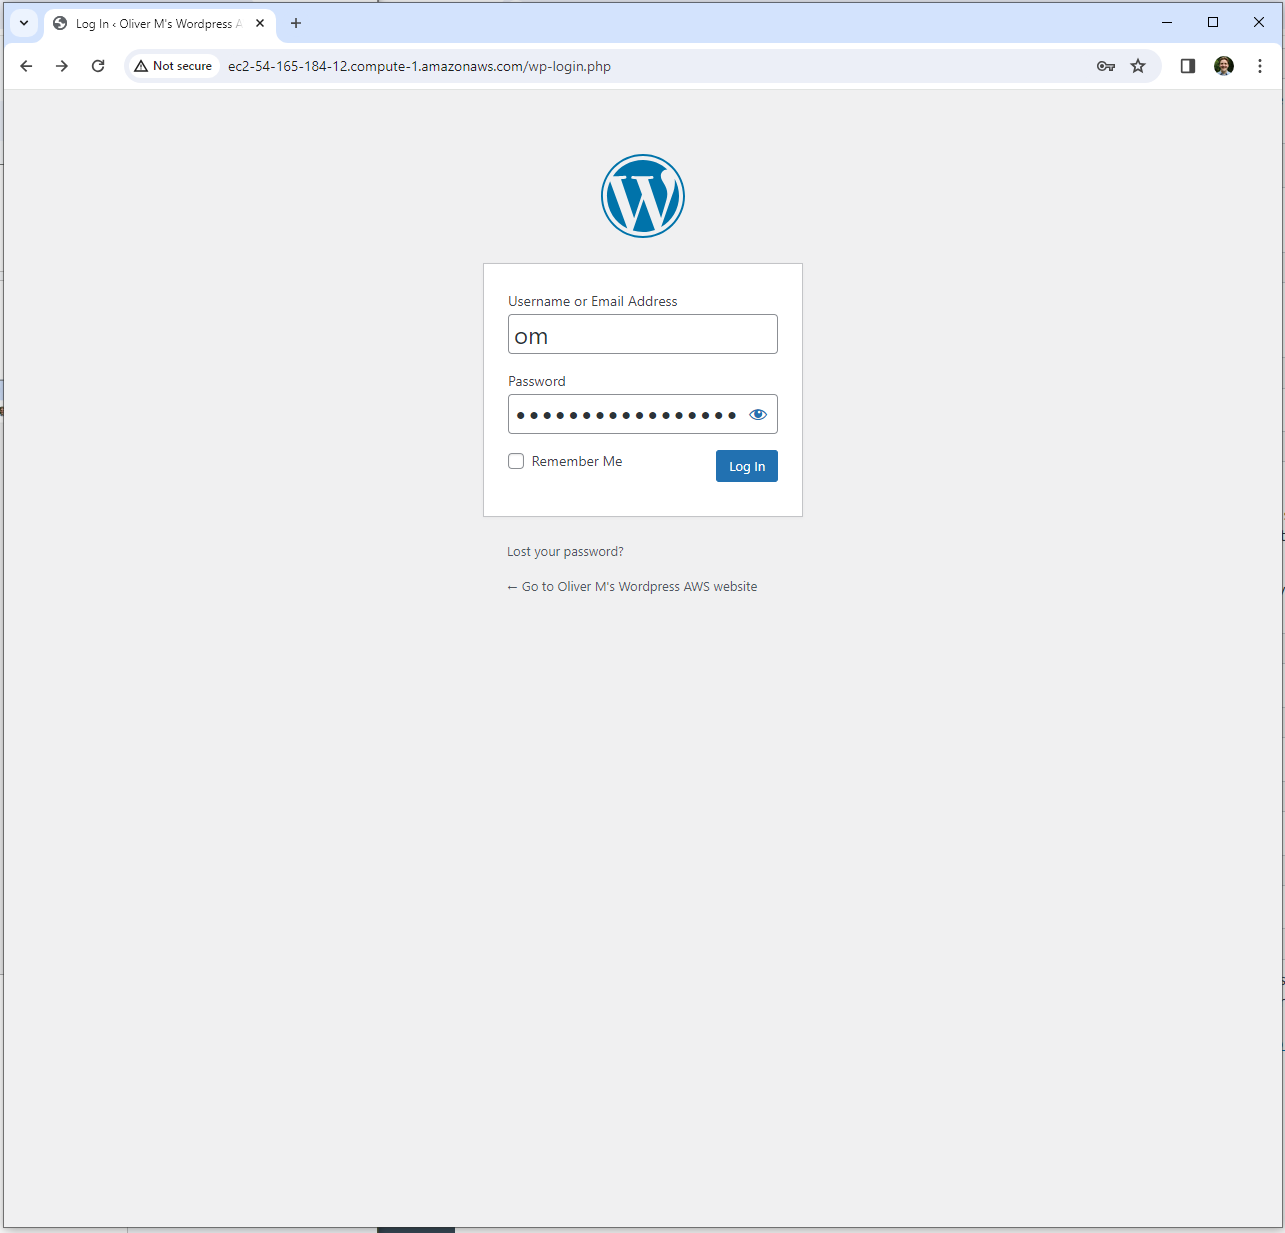 Log In ‹ Oliver M's Wordpress A
Not secure
ec2-54-165-184-12.compute-1.amazonaws.com/wp-login.php
Username or Email Address
om
Password
Remember Me
Log In
Lost your password?
← Go to Oliver M's Wordpress AWS website